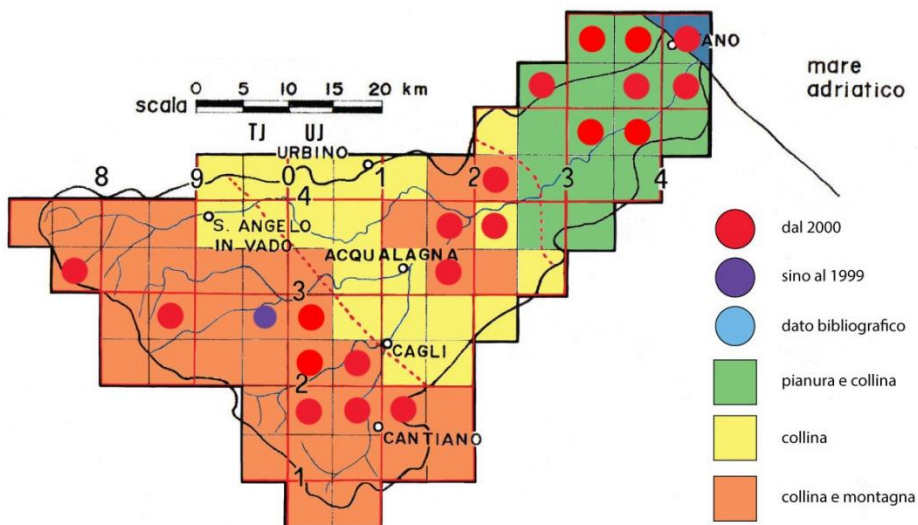 FANO
mare
adriatico
0 5 10 15 20 km
scala
TJ UJ
URBINO
8 9 0 1 2 3 4
4
S. ANGELO
IN VADO
ACQUALAGNA
3
CAGLI
2
CANTIANO
1
dal 2000
sino al 1999
dato bibliografico
pianura e collina
collina
collina e montagna